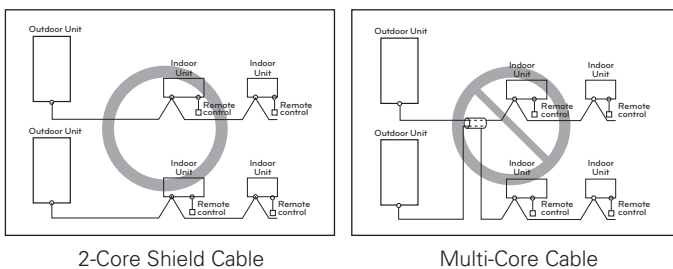 Outdoor Unit
Indoor
Unit
Indoor
Unit
Remote
control
Remote
control
Outdoor Unit
Indoor
Unit
Indoor
Unit
Remote
control
Remote
control
2-Core Shield Cable
Outdoor Unit
Indoor
Unit
Indoor
Unit
Remote
control
Remote
control
Outdoor Unit
Indoor
Unit
Indoor
Unit
Remote
control
Remote
control
Multi-Core Cable